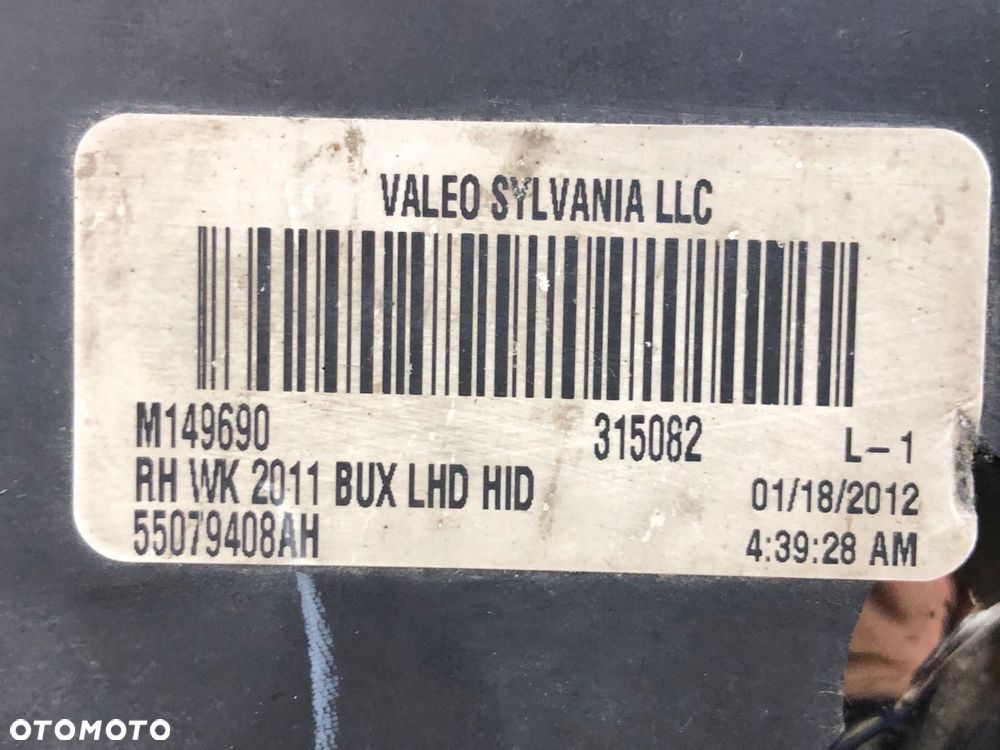 VALEO SYLVANIA LLC
M149690 315082 L-1
RH WK 2011 BUX LHD HID 01/18/2012
55079408AH 4:39:28 AM
OTOMOTO